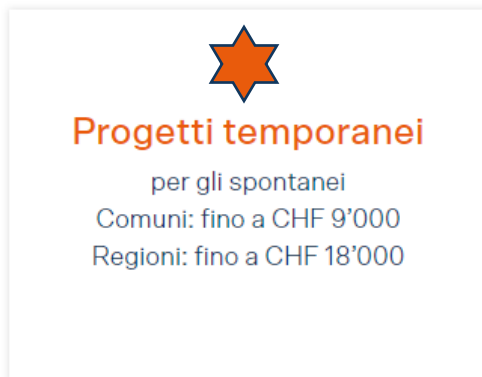 Progetti temporanei
per gli spontanei
Comuni: fino a CHF 9’000
Regioni: fino a CHF 18’000